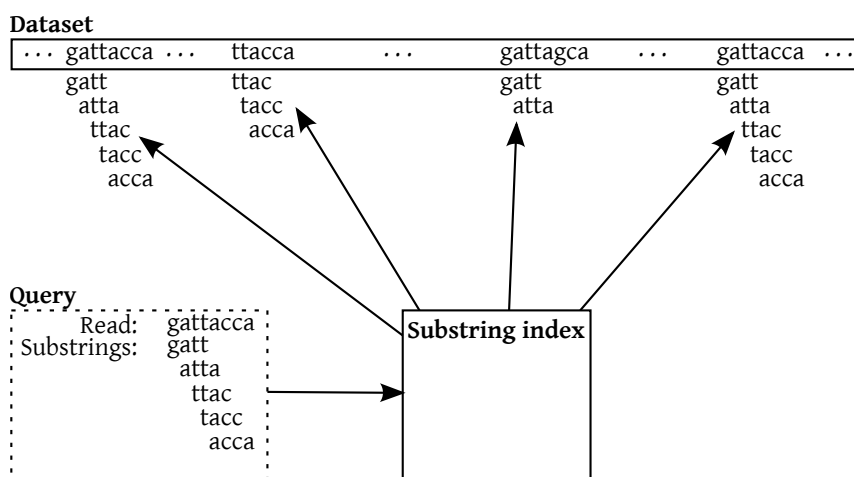 Dataset
... gattacca ... ttacca ... gattagca ... gattacca ...
gatt ttac gatt gatt
atta tacc atta atta
ttac acca ttac
tacc tacc
acca acca
Query
Read: gattacca
Substrings: gatt
atta
ttac
tacc
acca
Substring index